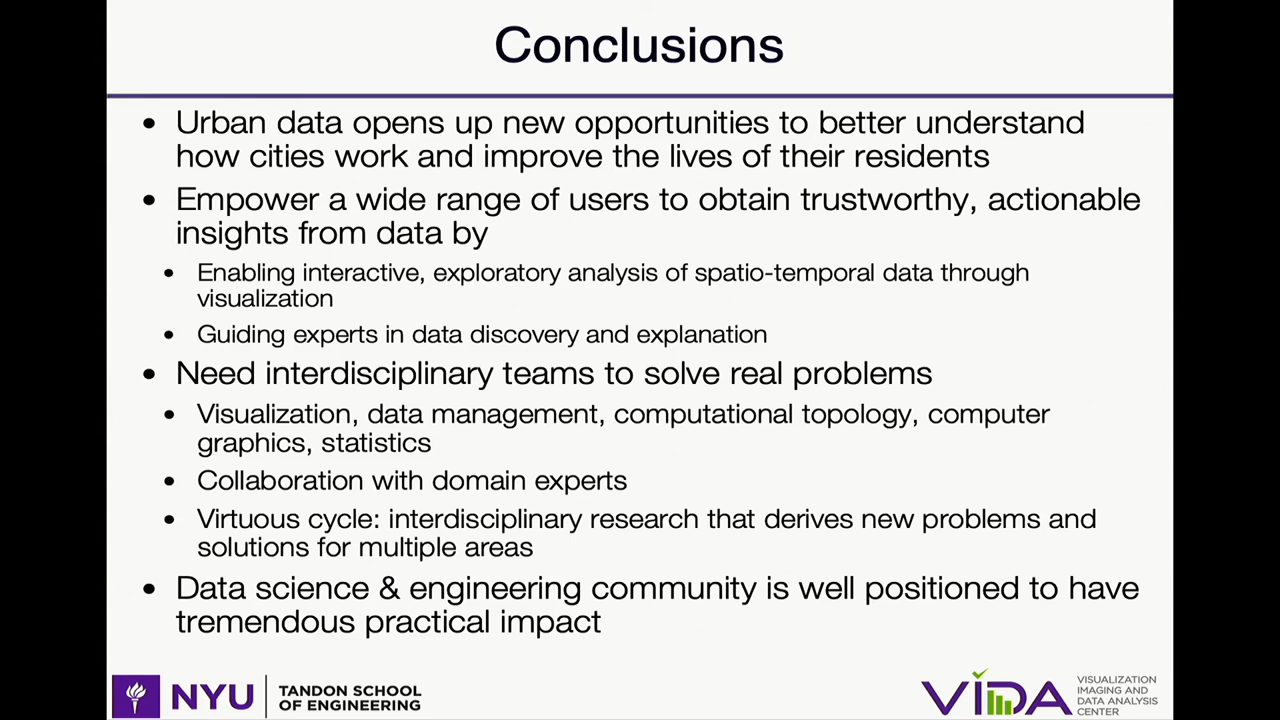 Conclusions
• Urban data opens up new opportunities to better understand
how cities work and improve the lives of their residents
• Empower a wide range of users to obtain trustworthy, actionable
insights from data by
• Enabling interactive, exploratory analysis of spatio-temporal data through
visualization
• Guiding experts in data discovery and explanation
• Need interdisciplinary teams to solve real problems
• Visualization, data management, computational topology, computer
graphics, statistics
• Collaboration with domain experts
• Virtuous cycle: interdisciplinary research that derives new problems and
solutions for multiple areas
• Data science & engineering community is well positioned to have
tremendous practical impact
NYU
TANDON SCHOOL
OF ENGINEERING
VIDA
VISUALIZATION
IMAGING AND
DATA ANALYSIS
CENTER